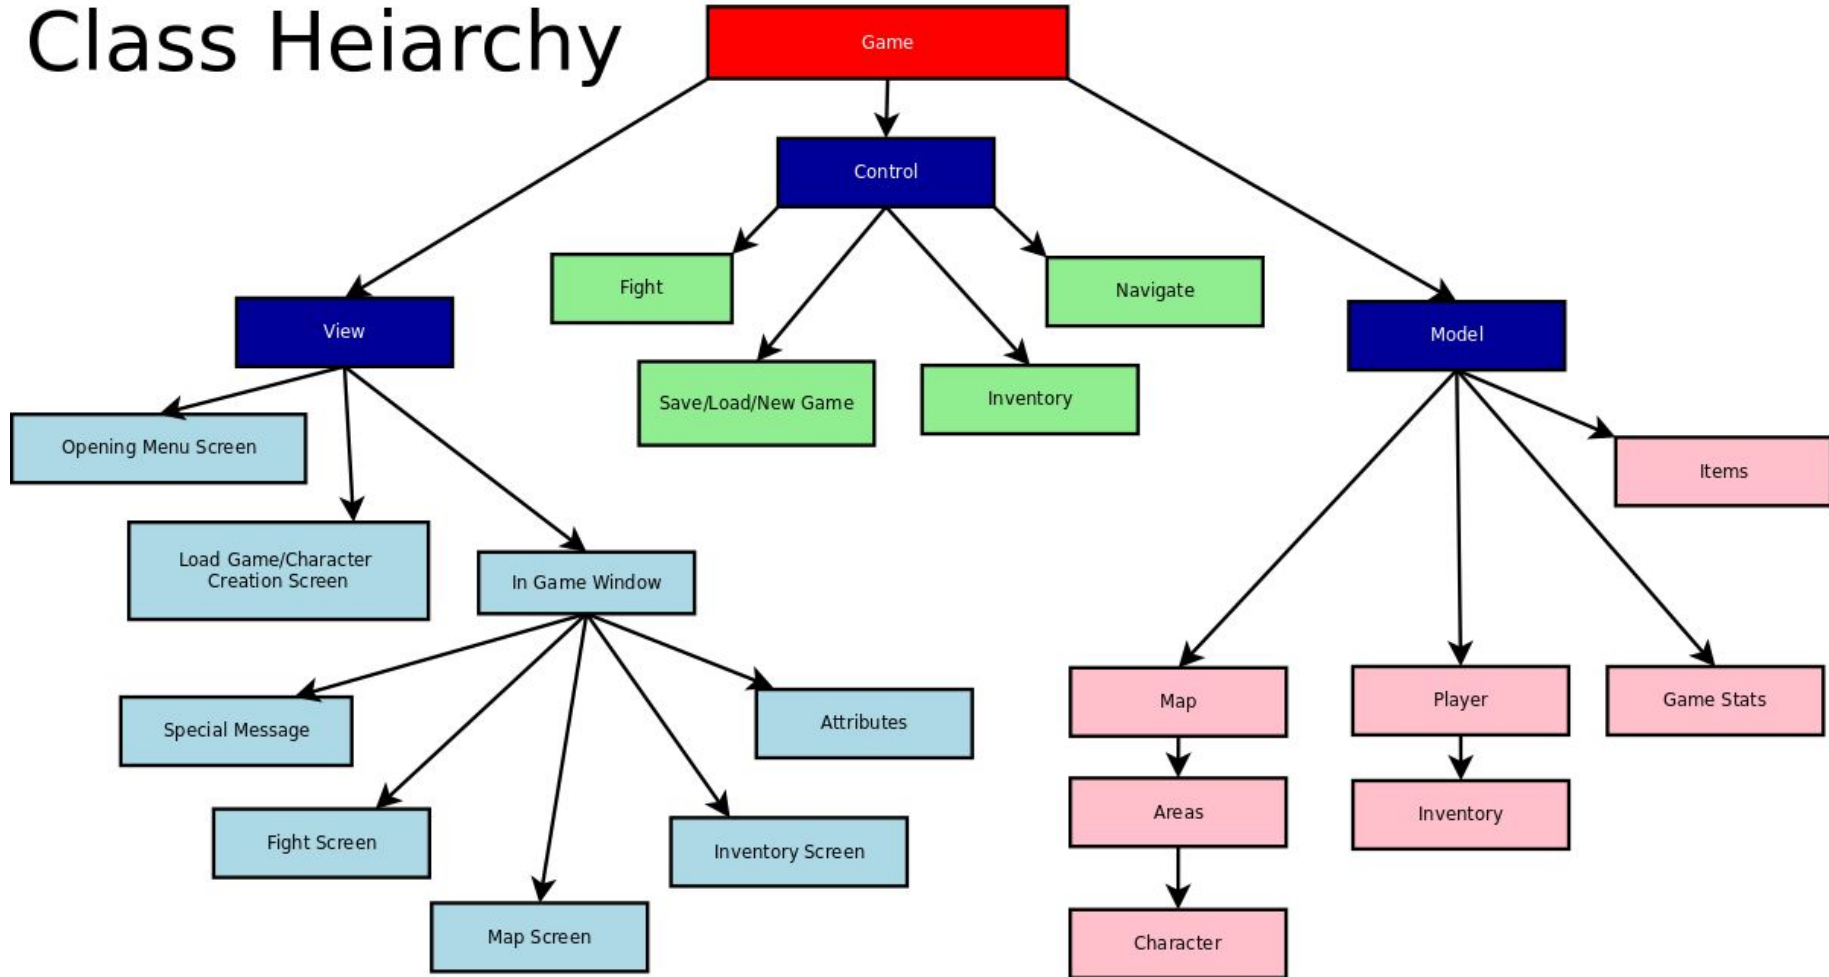 Class Heiarchy
Game
Control
Fight
Navigate
View
Model
Save/Load/New Game
Inventory
Opening Menu Screen
Items
Load Game/Character
Creation Screen
In Game Window
Special Message
Attributes
Map
Player
Game Stats
Fight Screen
Inventory Screen
Areas
Inventory
Map Screen
Character